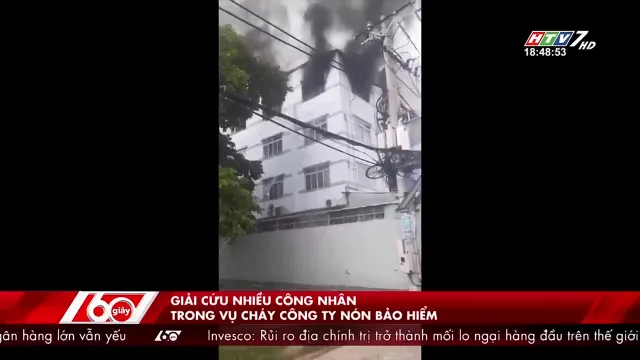 HTV7 HD
18:48:53
60 giây
GIẢI CỨU NHIỀU CÔNG NHÂN
TRONG VỤ CHÁY CÔNG TY NÓN BẢO HIỂM
gân hàng lớn vẫn yếu 60 Invesco: Rủi ro địa chính trị trở thành mối lo ngại hàng đầu trên thế giới